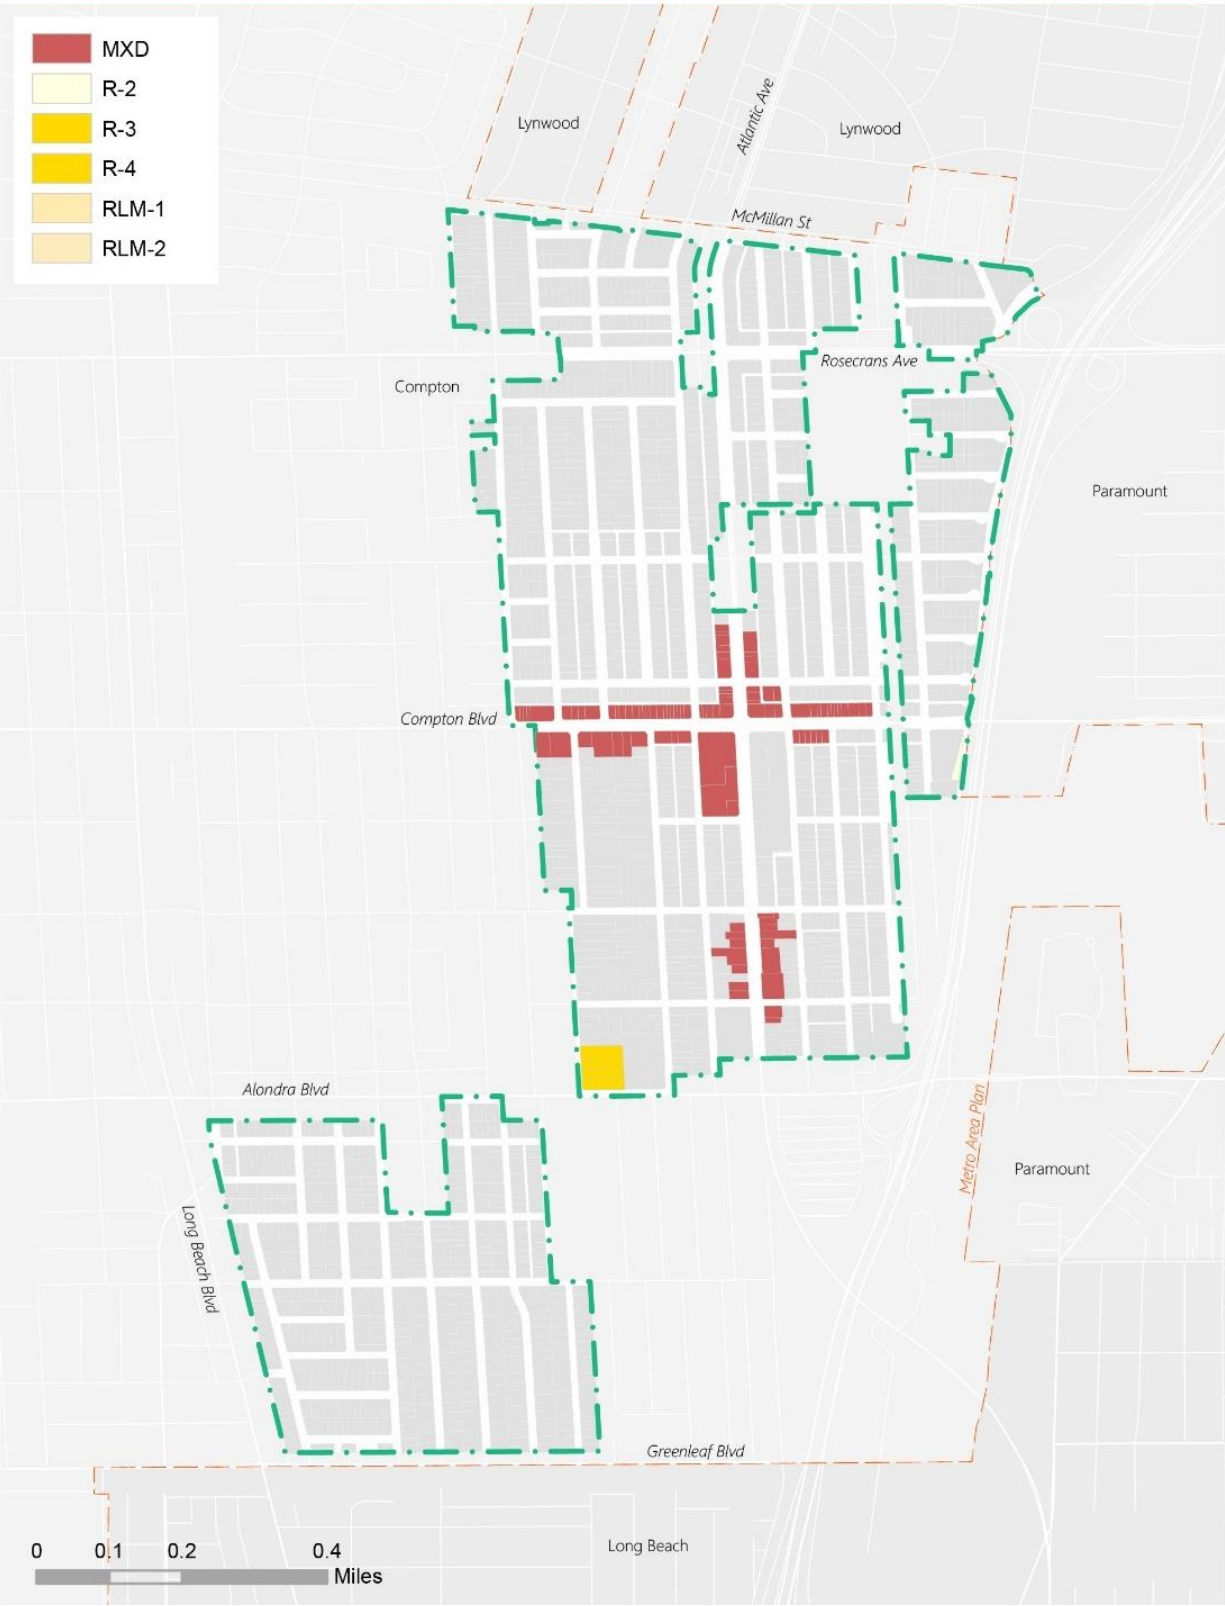 MXD
R-2
R-3
R-4
RLM-1
RLM-2
Lynwood
Atlantic Ave
Lynwood
McMillan St
Rosecrans Ave
Compton
Paramount
Compton Blvd
Alondra Blvd
Metro Area Plan
Paramount
Long Beach Blvd
Greenleaf Blvd
Long Beach
0 0.1 0.2 0.4
Miles